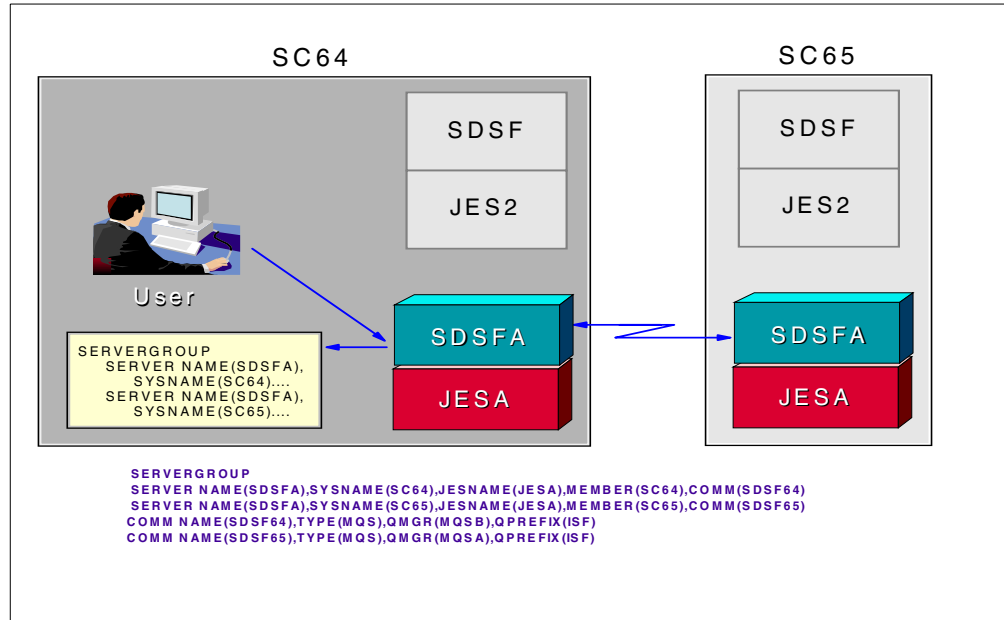 SC64
SC65
SDSF
JES2
SDSF
JES2
User
SDSFA
JESA
SDSFA
JESA
SERVERGROUP
SERVER NAME(SDSFA),
SYSNAME(SC64)....
SERVER NAME(SDSFA),
SYSNAME(SC65)....
SERVERGROUP
SERVER NAME(SDSFA),SYSNAME(SC64),JESNAME(JESA),MEMBER(SC64),COMM(SDSF64)
SERVER NAME(SDSFA),SYSNAME(SC65),JESNAME(JESA),MEMBER(SC65),COMM(SDSF65)
COMM NAME(SDSF64),TYPE(MQS),QMGR(MQSB),QPREFIX(ISF)
COMM NAME(SDSF65),TYPE(MQS),QMGR(MQSA),QPREFIX(ISF)